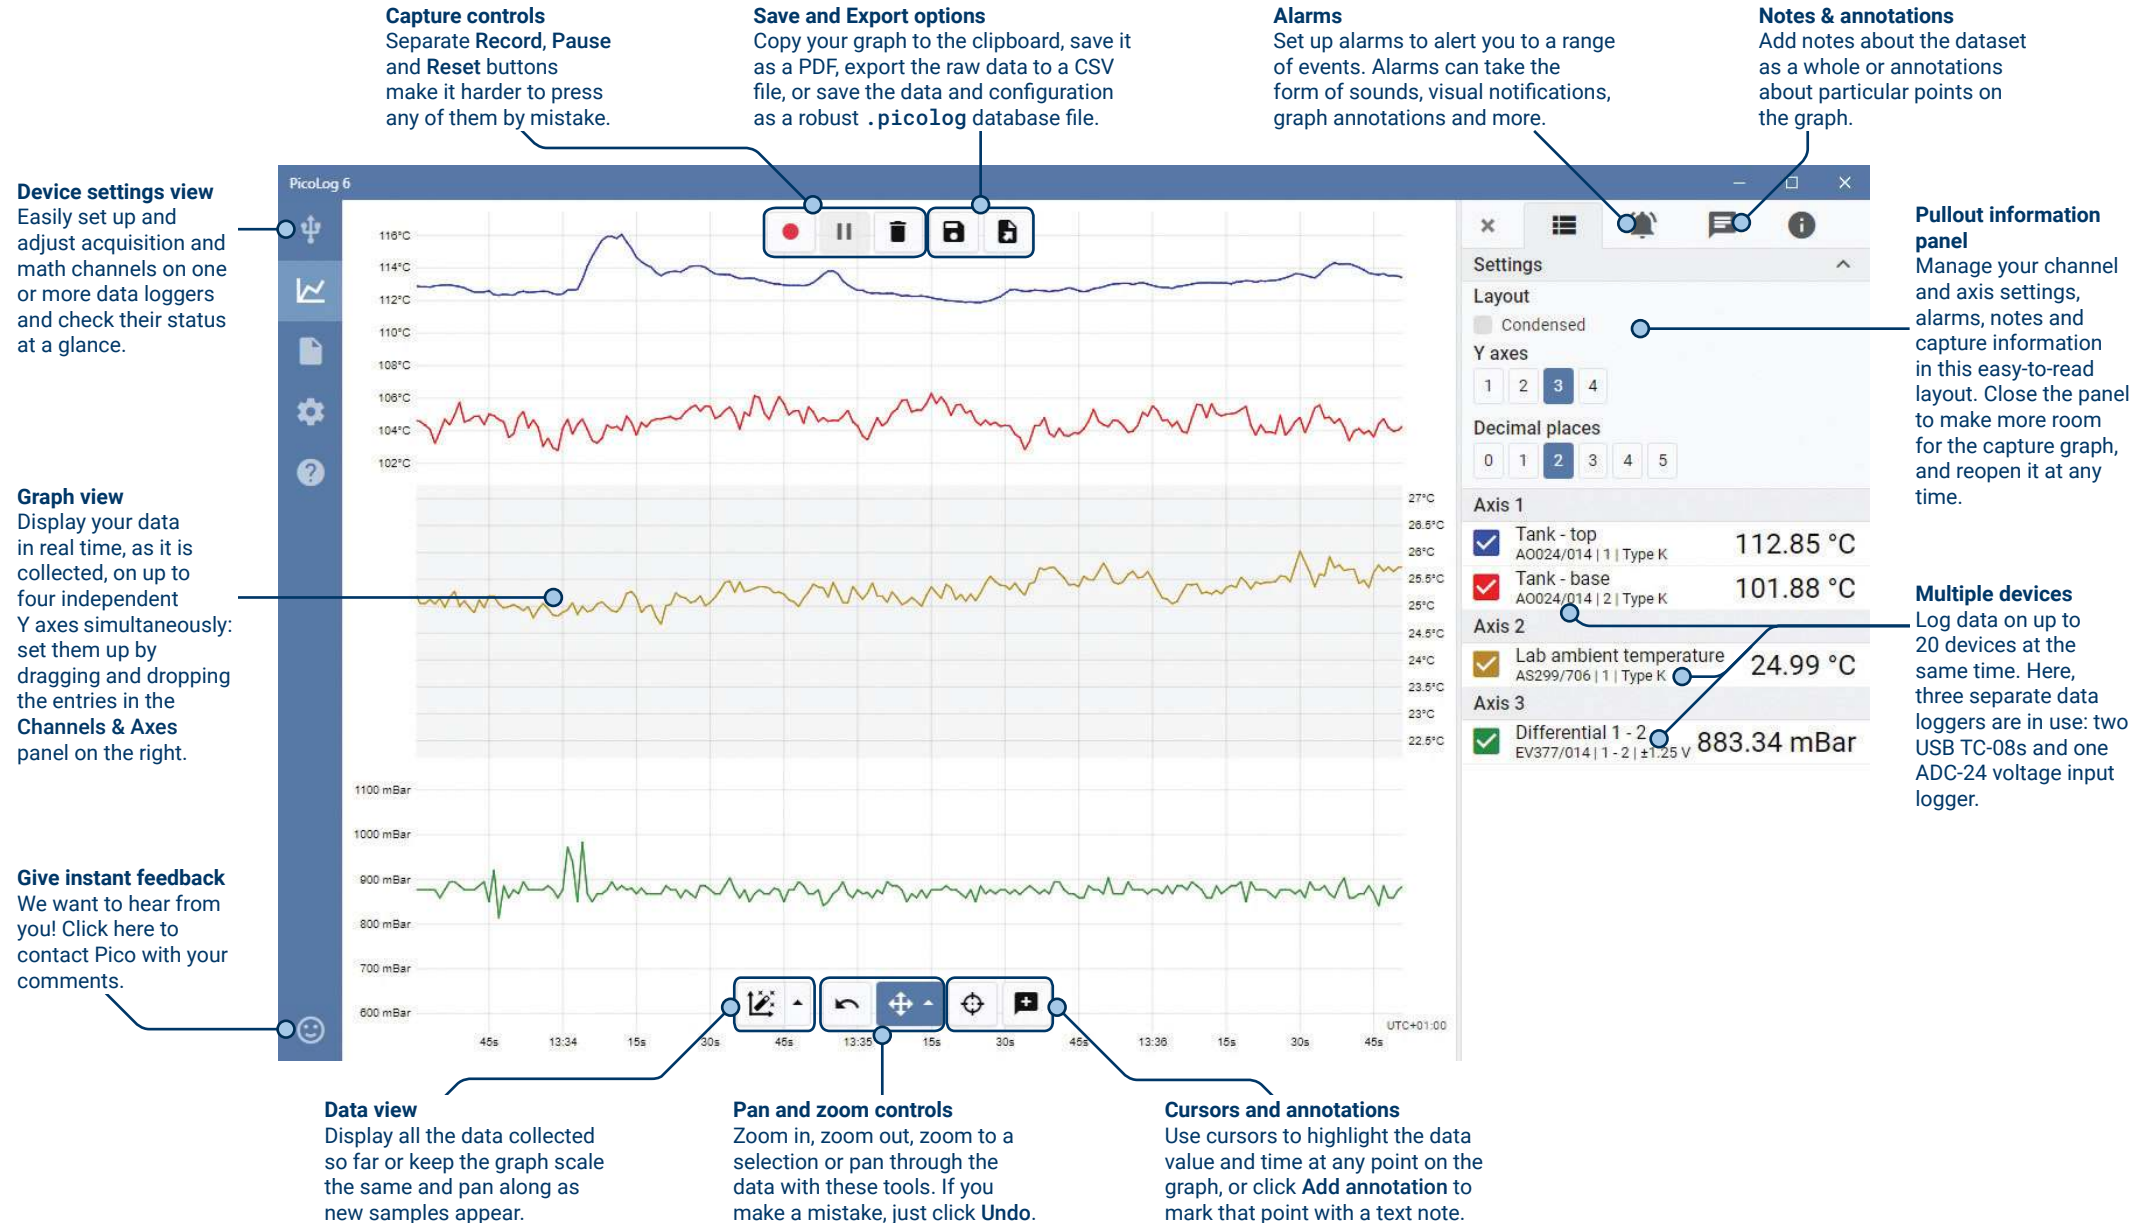 Capture controls
Separate Record, Pause
and Reset buttons
make it harder to press
any of them by mistake.
Save and Export options
Copy your graph to the clipboard, save it
as a PDF, export the raw data to a CSV
file, or save the data and configuration
as a robust .picolog database file.
Alarms
Set up alarms to alert you to a range
of events. Alarms can take the
form of sounds, visual notifications,
graph annotations and more.
Notes & annotations
Add notes about the dataset
as a whole or annotations
about particular points on
the graph.
Device settings view
Easily set up and
adjust acquisition and
math channels on one
or more data loggers
and check their status
at a glance.
Graph view
Display your data
in real time, as it is
collected, on up to
four independent
Y axes simultaneously:
set them up by
dragging and dropping
the entries in the
Channels & Axes
panel on the right.
Give instant feedback
We want to hear from
you! Click here to
contact Pico with your
comments.
PicoLog 6
116°C
114°C
112°C
110°C
108°C
106°C
104°C
102°C
27°C
26.5°C
26°C
25.5°C
25°C
24.5°C
24°C
23.5°C
23°C
22.5°C
1100 mBar
1000 mBar
900 mBar
800 mBar
700 mBar
600 mBar
UTC+01:00
45s 13:34 15s 30s 45s 13:35 15s 30s 45s 13:36 15s 30s 45s
Settings
Layout
Condensed
Y axes
1 2 3 4
Decimal places
0 1 2 3 4 5
Axis 1
Tank - top
AO024/014 | 1 | Type K
112.85 °C
Tank - base
AO024/014 | 2 | Type K
101.88 °C
Axis 2
Lab ambient temperature
AS299/706 | 1 | Type K
24.99 °C
Axis 3
Differential 1 - 2
EV377/014 | 1 - 2 | ±1.25 V
883.34 mBar
Pullout information
panel
Manage your channel
and axis settings,
alarms, notes and
capture information
in this easy-to-read
layout. Close the panel
to make more room
for the capture graph,
and reopen it at any
time.
Multiple devices
Log data on up to
20 devices at the
same time. Here,
three separate data
loggers are in use: two
USB TC-08s and one
ADC-24 voltage input
logger.
Data view
Display all the data collected
so far or keep the graph scale
the same and pan along as
new samples appear.
Pan and zoom controls
Zoom in, zoom out, zoom to a
selection or pan through the
data with these tools. If you
make a mistake, just click Undo.
Cursors and annotations
Use cursors to highlight the data
value and time at any point on the
graph, or click Add annotation to
mark that point with a text note.